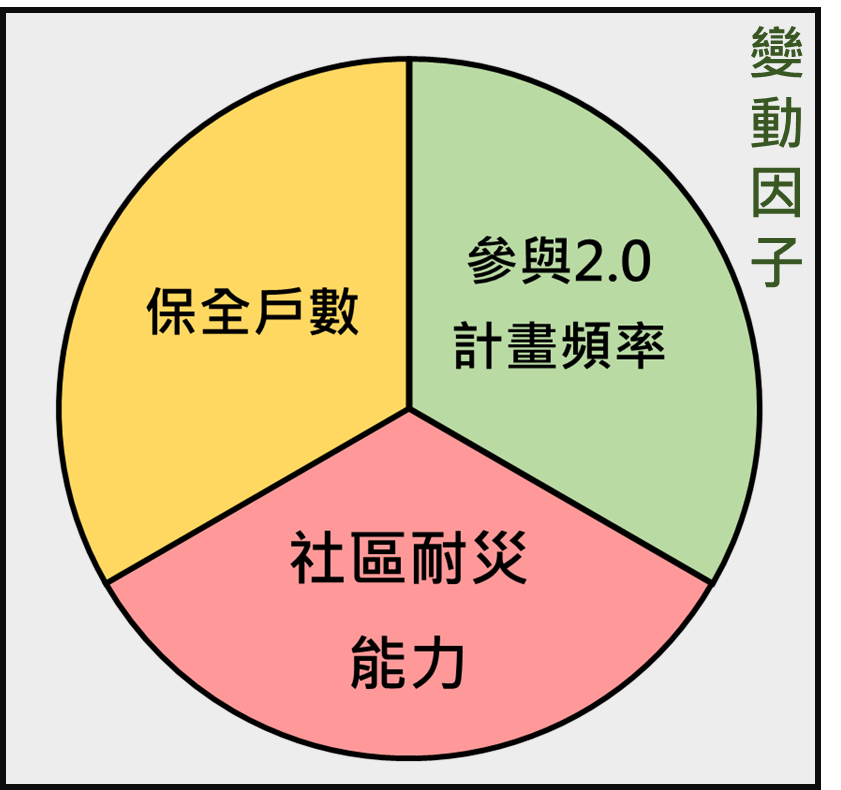 變動因子
參與2.0
計畫頻率
保全戶數
社區耐災
能力